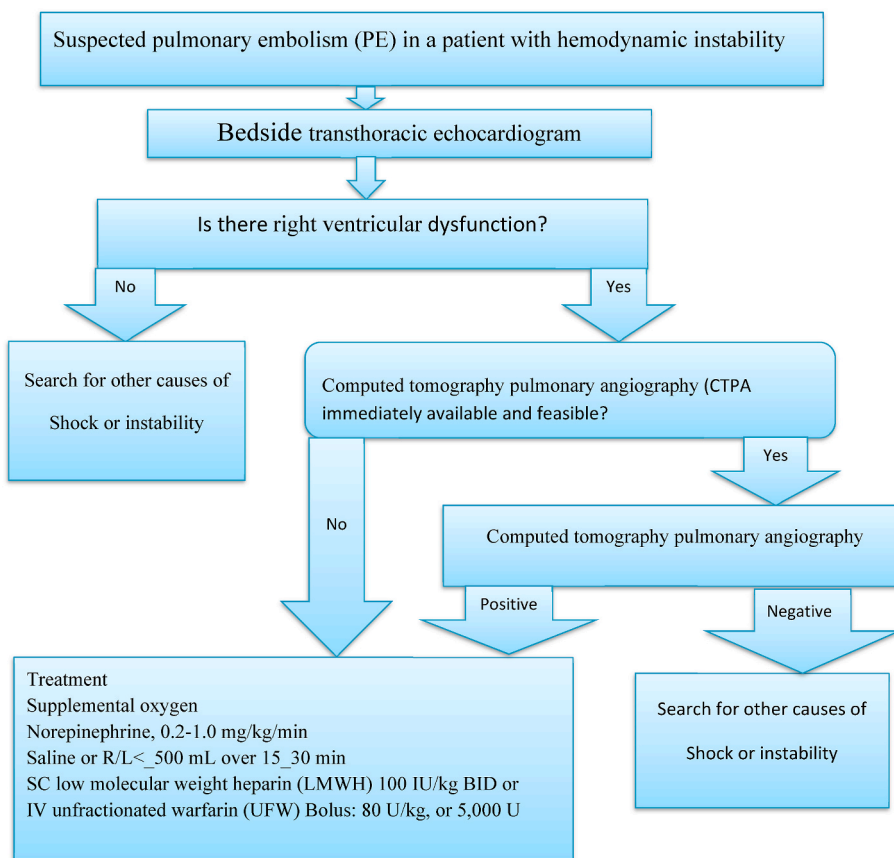 Suspected pulmonary embolism (PE) in a patient with hemodynamic instability
Bedside transthoracic echocardiogram
Is there right ventricular dysfunction?
No
Yes
Search for other causes of
Shock or instability
Computed tomography pulmonary angiography (CTPA
immediately available and feasible?
No
Yes
Computed tomography pulmonary angiography
Positive
Negative
Treatment
Supplemental oxygen
Norepinephrine, 0.2-1.0 mg/kg/min
Saline or R/L<_500 mL over 15_30 min
SC low molecular weight heparin (LMWH) 100 IU/kg BID or
IV unfractionated warfarin (UFW) Bolus: 80 U/kg, or 5,000 U
Search for other causes of
Shock or instability